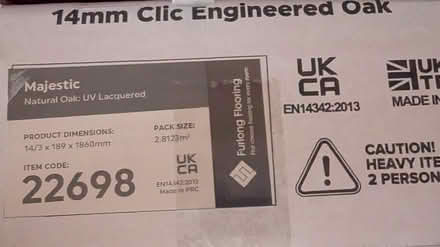 14mm Clic Engineered Oak
Majestic
Natural Oak: UV Lacquered
PRODUCT DIMENSIONS:
14/3 x 189 x 1860mm
PACK SIZE:
2.8123m²
ITEM CODE:
22698
UK
CA
EN14342:2013
Made in PRC
Furlong Flooring
UK
CA
EN14342:2013
UK
MADE IN
CAUTION!
HEAVY ITE
2 PERSON